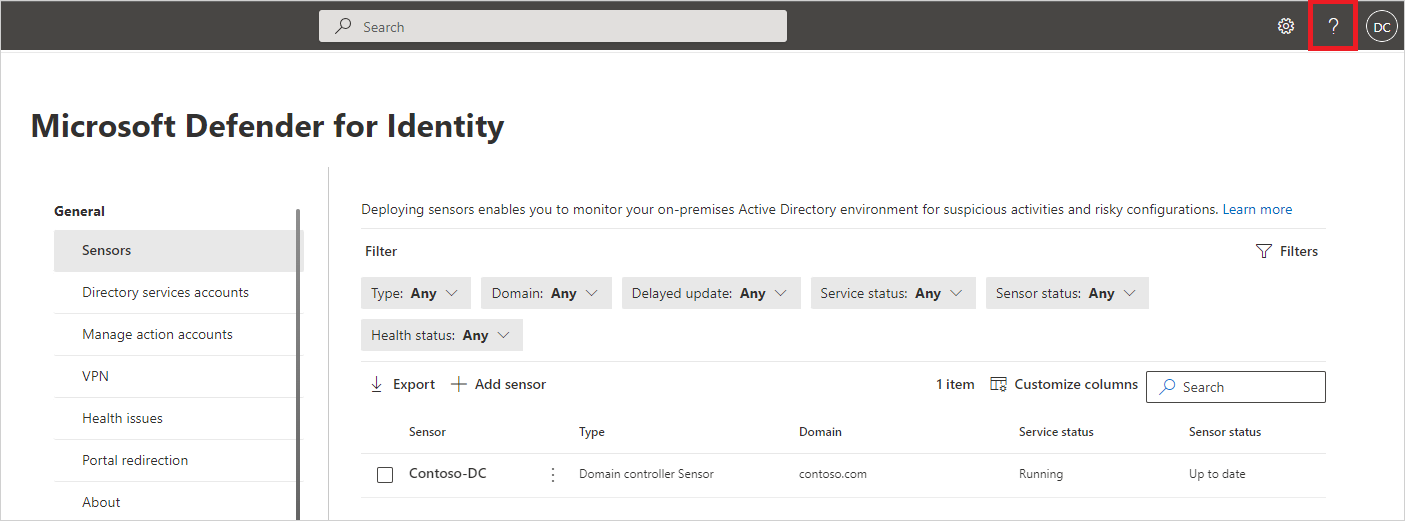 Search
?
DC
Microsoft Defender for Identity
General
Sensors
Directory services accounts
Manage action accounts
VPN
Health issues
Portal redirection
About
Deploying sensors enables you to monitor your on-premises Active Directory environment for suspicious activities and risky configurations. Learn more
Filter
Filters
Type: Any
Domain: Any
Delayed update: Any
Service status: Any
Sensor status: Any
Health status: Any
Export
Add sensor
1 item
Customize columns
Search
Sensor Type Domain Service status Sensor status
Contoso-DC Domain controller Sensor contoso.com Running Up to date